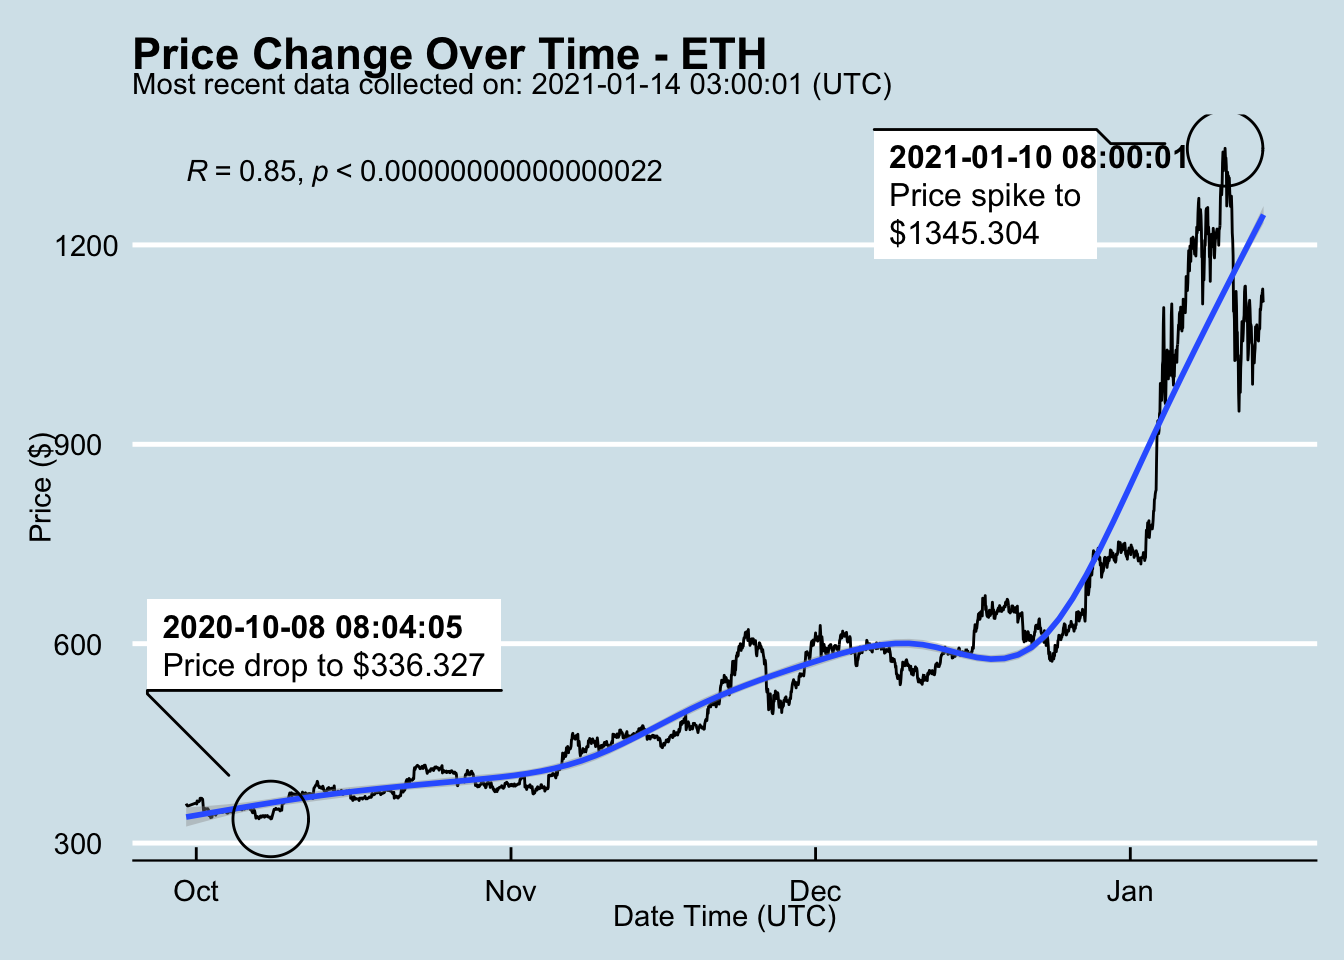 Price Change Over Time - ETH
Most recent data collected on: 2021-01-14 03:00:01 (UTC)
R = 0.85, p < 0.00000000000000022
2021-01-10 08:00:01
Price spike to
$1345.304
1200
900
600
300
Price ($)
2020-10-08 08:04:05
Price drop to $336.327
Oct Nov Dec Jan
Date Time (UTC)